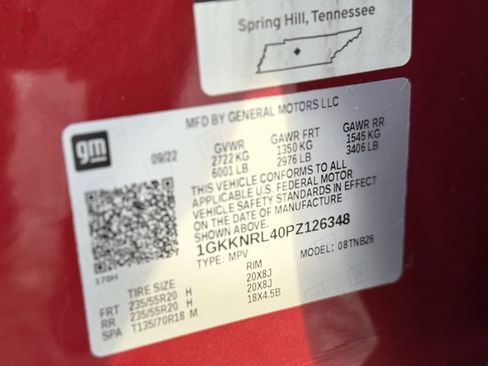 Spring Hill, Tennessee
MFD BY GENERAL MOTORS LLC
gm
09/22
GVWR GAWR FRT GAWR RR
2722 KG 1350 KG 1545 KG
6001 LB 2976 LB 3406 LB
THIS VEHICLE CONFORMS TO ALL
APPLICABLE U.S. FEDERAL MOTOR
VEHICLE SAFETY STANDARDS IN EFFECT
ON THE DATE OF MANUFACTURE
SHOWN ABOVE.
1GKKNRL40PZ126348
TYPE: MPV MODEL: 08TNB26
178H
TIRE SIZE RIM
FRT 235/55R20 H 20X8J
RR 235/55R20 H 20X8J
SPA T135/70R18 M 18X4.5B